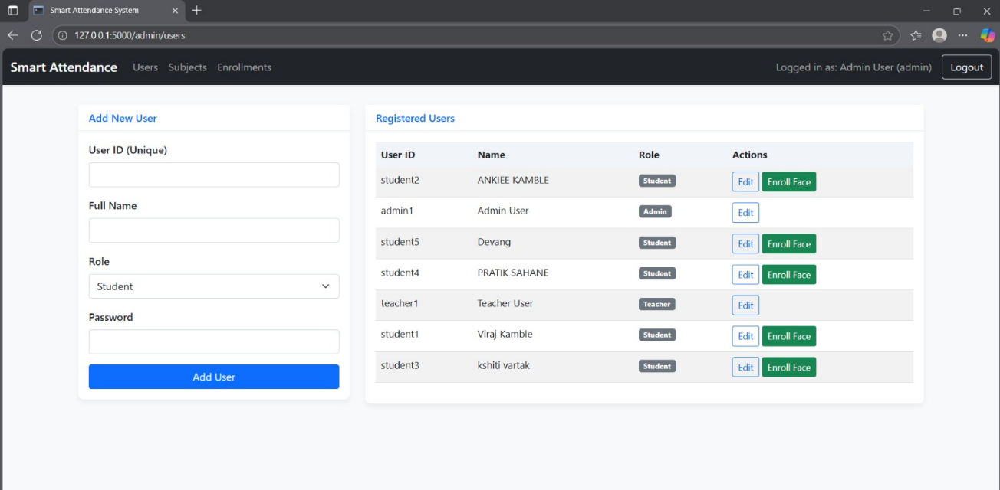 Smart Attendance System
127.0.0.1:5000/admin/users
Smart Attendance Users Subjects Enrollments Logged in as: Admin User (admin) Logout
Add New User
User ID (Unique)
Full Name
Role
Student
Password
Add User
Registered Users
User ID Name Role Actions
student2 ANKIEE KAMBLE Student Edit Enroll Face
admin1 Admin User Admin Edit
student5 Devang Student Edit Enroll Face
student4 PRATIK SAHANE Student Edit Enroll Face
teacher1 Teacher User Teacher Edit
student1 Viraj Kamble Student Edit Enroll Face
student3 kshiti vartak Student Edit Enroll Face